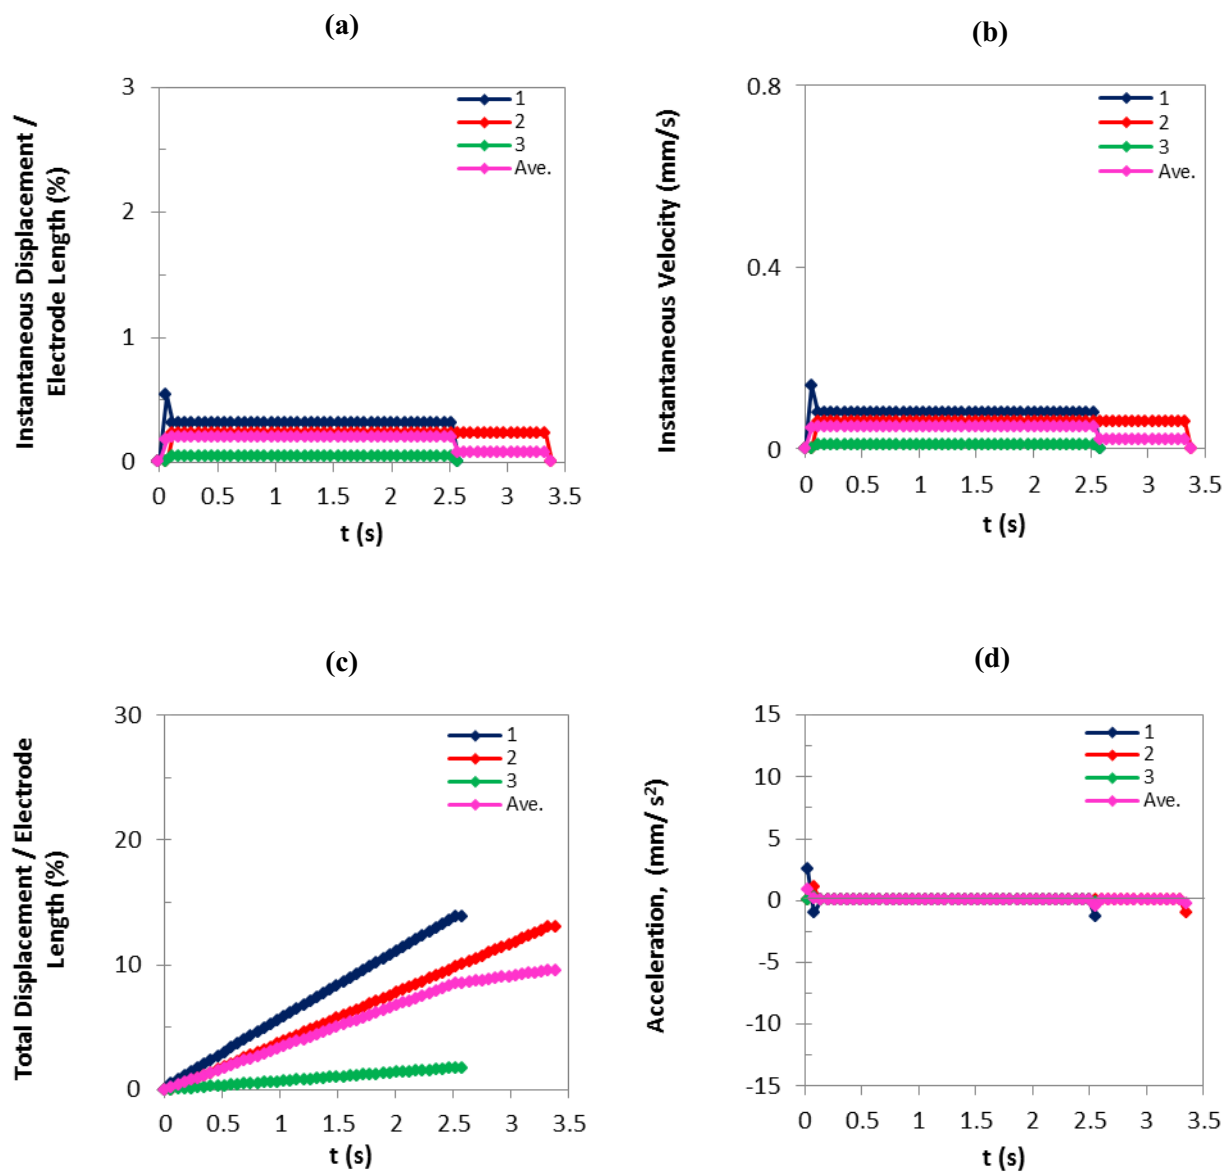 (a)
Instantaneous Displacement /
Electrode Length (%)
3
2
1
0
1
2
3
Ave.
0 0.5 1 1.5 2 2.5 3 3.5
t (s)
(b)
Instantaneous Velocity (mm/s)
0.8
0.4
0
1
2
3
Ave.
0 0.5 1 1.5 2 2.5 3 3.5
t (s)
(c)
Total Displacement / Electrode
Length (%)
30
20
10
0
1
2
3
Ave.
0 0.5 1 1.5 2 2.5 3 3.5
t (s)
(d)
Acceleration, (mm/ s²)
15
10
5
0
-5
-10
-15
1
2
3
Ave.
0 0.5 1 1.5 2 2.5 3 3.5
t (s)